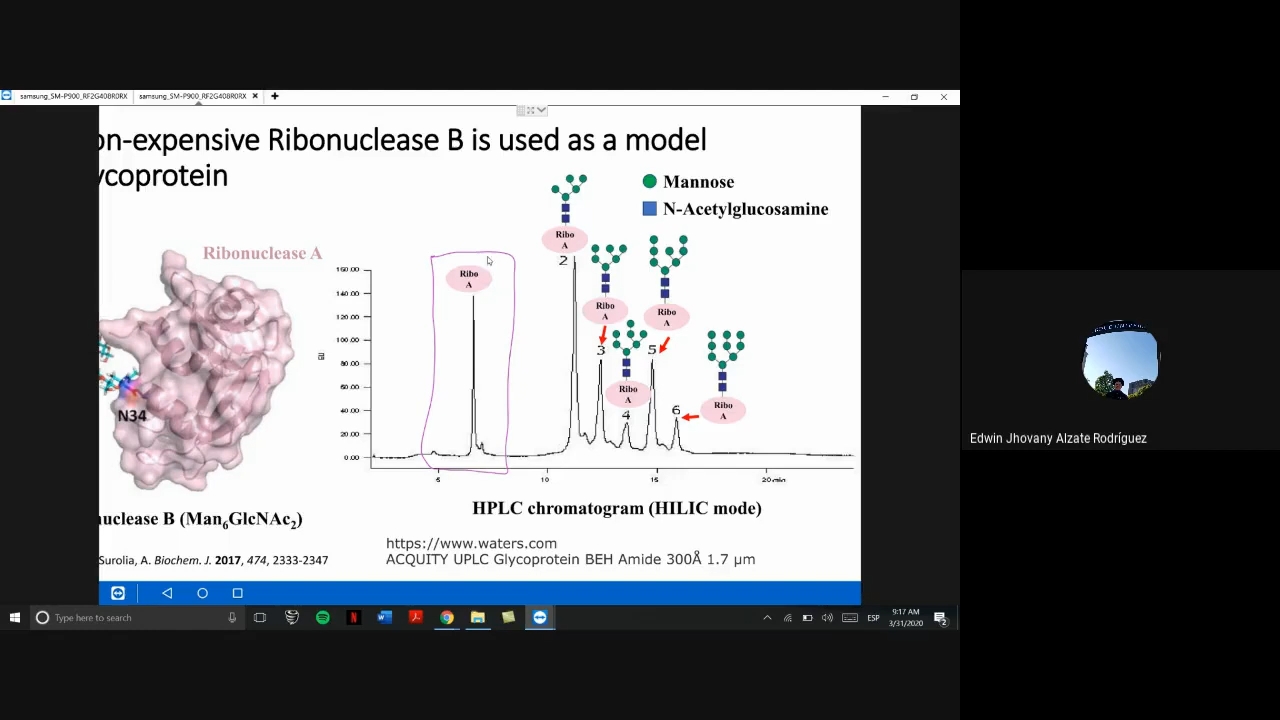 samsung_SM-P900_RF2G408R0RX samsung_SM-P900_RF2G408R0RX
on-expensive Ribonuclease B is used as a model
ycoprotein
Mannose
N-Acetylglucosamine
Ribonuclease A
N34
Ribo
A
Ribo
A
2
Ribo
A
3
Ribo
A
4
Ribo
A
5
Ribo
A
6
160.00
140.00
120.00
100.00
80.00
60.00
40.00
20.00
0.00
5 10 15 20 min
HPLC chromatogram (HILIC mode)
nuclease B (Man6GlcNAc2)
https://www.waters.com
ACQUITY UPLC Glycoprotein BEH Amide 300Å 1.7 µm
Surolia, A. Biochem. J. 2017, 474, 2333-2347
Type here to search
ESP
9:17 AM
3/31/2020
2
Edwin Jhovany Alzate Rodríguez